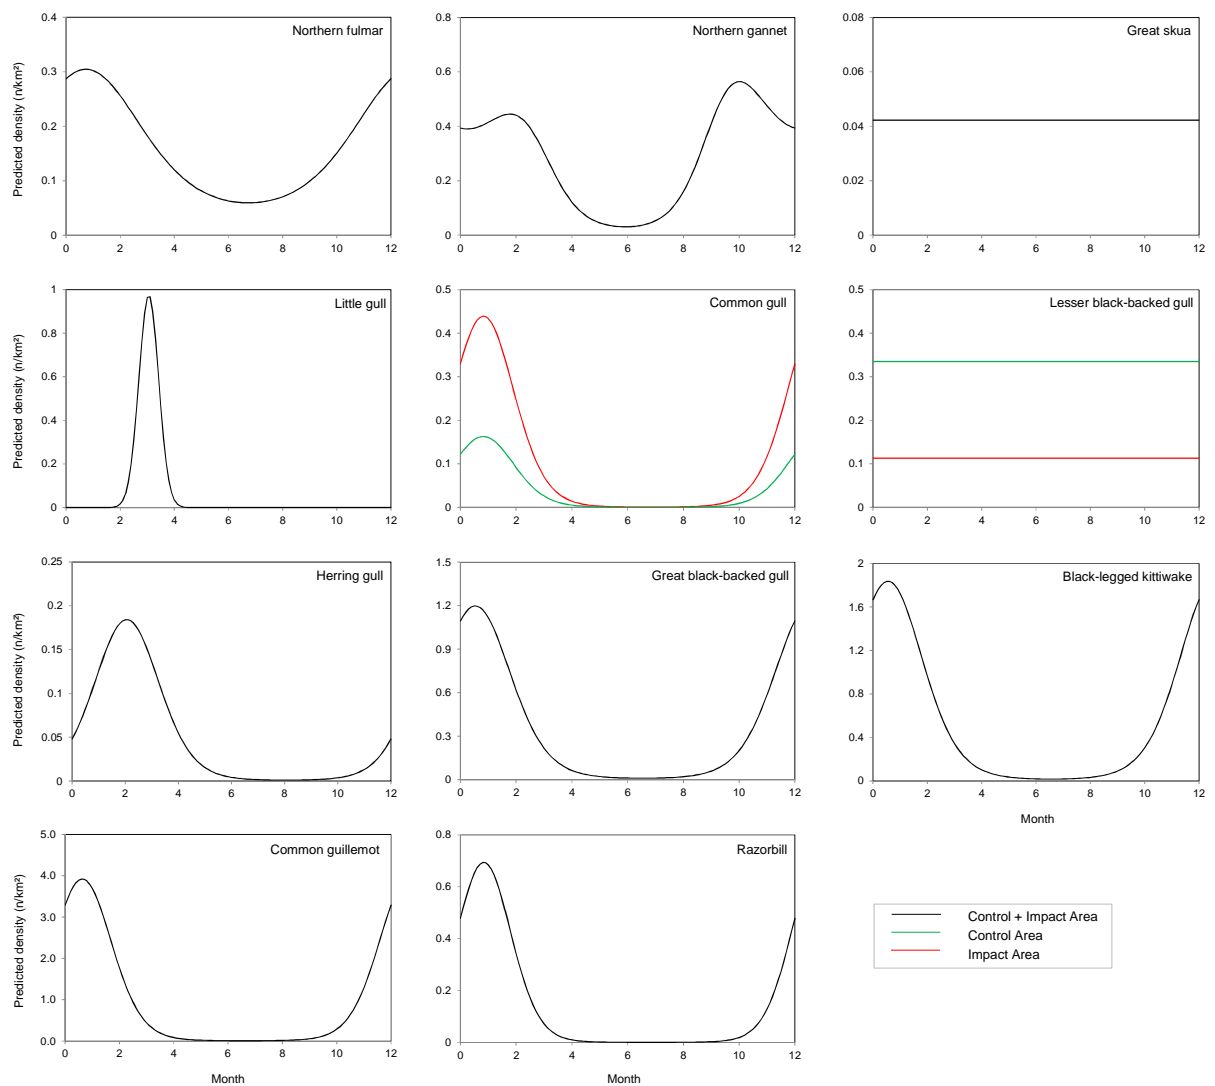 Northern fulmar
Predicted density (n/km²)
0.4
0.3
0.2
0.1
0
0 2 4 6 8 10 12
Northern gannet
0.8
0.6
0.4
0.2
0
0 2 4 6 8 10 12
Great skua
0.08
0.06
0.04
0.02
0
0 2 4 6 8 10 12
Little gull
Predicted density (n/km²)
1
0.8
0.6
0.4
0.2
0
0 2 4 6 8 10 12
Common gull
0.5
0.4
0.3
0.2
0.1
0
0 2 4 6 8 10 12
Lesser black-backed gull
0.5
0.4
0.3
0.2
0.1
0
0 2 4 6 8 10 12
Herring gull
Predicted density (n/km²)
0.25
0.2
0.15
0.1
0.05
0
0 2 4 6 8 10 12
Great black-backed gull
1.5
1.2
0.9
0.6
0.3
0
0 2 4 6 8 10 12
Black-legged kittiwake
2
1.6
1.2
0.8
0.4
0
0 2 4 6 8 10 12
Month
Common guillemot
Predicted density (n/km²)
5.0
4.0
3.0
2.0
1.0
0.0
0 2 4 6 8 10 12
Month
Razorbill
0.8
0.6
0.4
0.2
0
0 2 4 6 8 10 12
Month
Control + Impact Area
Control Area
Impact Area